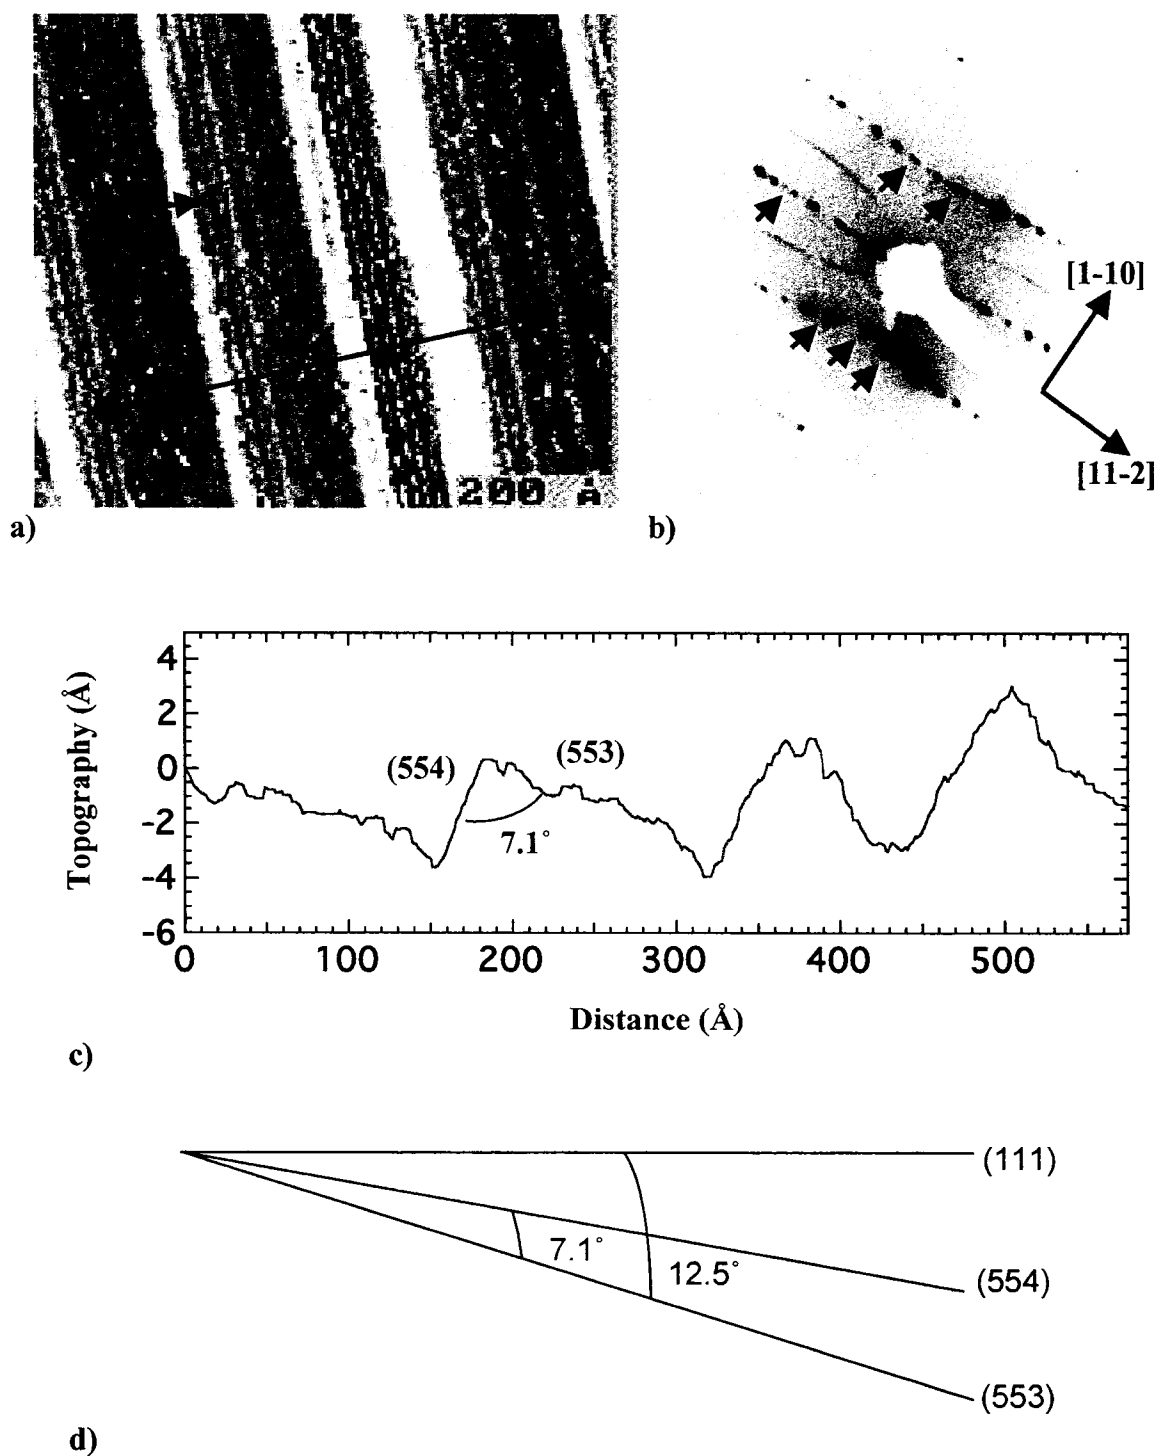 200 Å
a)
[1-10]
[11-2]
b)
Topography (Å)
4
2
0
-2
-4
-6
(554)
(553)
7.1°
0 100 200 300 400 500
Distance (Å)
c)
(111)
7.1°
12.5°
(554)
(553)
d)